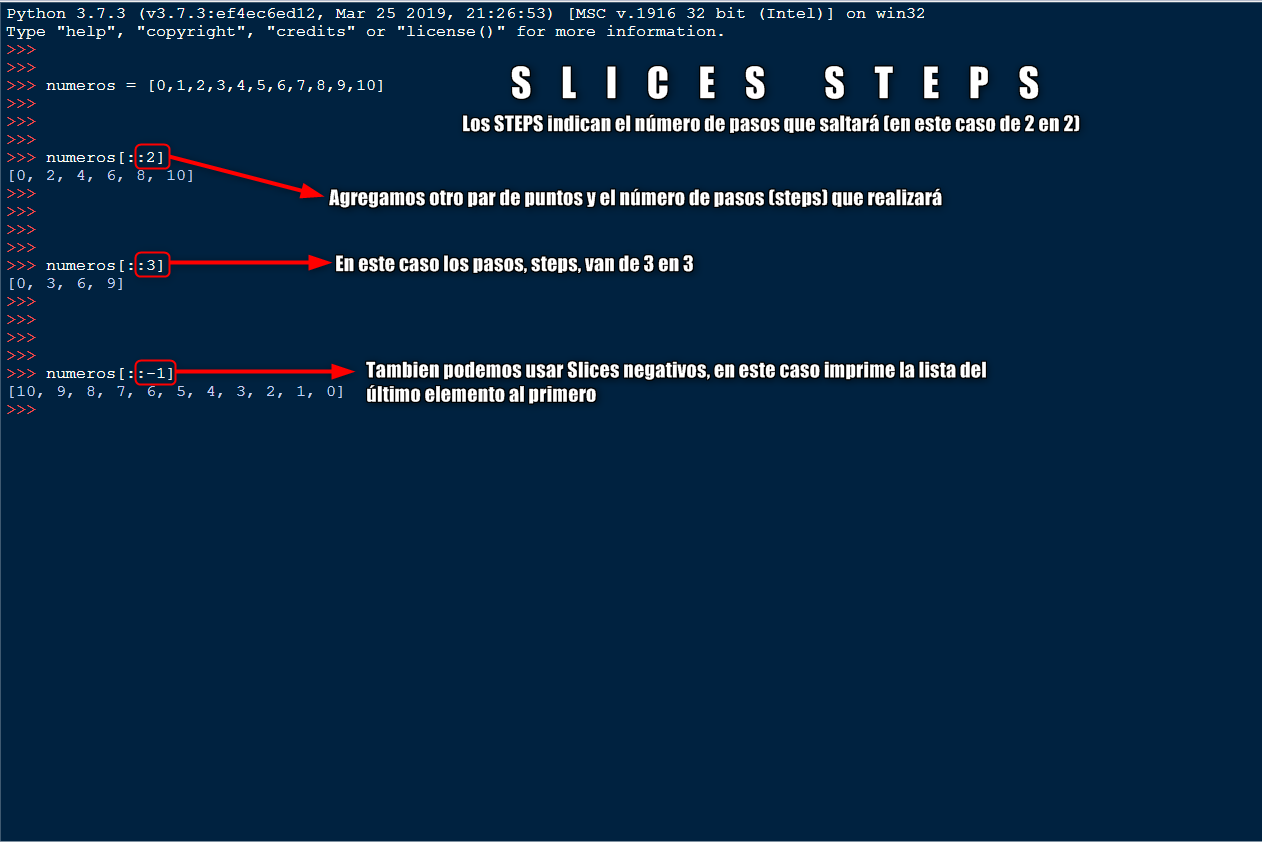 Python 3.7.3 (v3.7.3:ef4ec6ed12, Mar 25 2019, 21:26:53) [MSC v.1916 32 bit (Intel)] on win32
Type "help", "copyright", "credits" or "license()" for more information.
>>>
>>>
SLICES STEPS
>>> numeros = [0,1,2,3,4,5,6,7,8,9,10]
>>>
>>>
Los STEPS indican el número de pasos que saltará (en este caso de 2 en 2)
>>>
>>> numeros[::2]
[0, 2, 4, 6, 8, 10]
>>>
Agregamos otro par de puntos y el número de pasos (steps) que realizará
>>>
>>>
>>>
>>> numeros[::3]
En este caso los pasos, steps, van de 3 en 3
[0, 3, 6, 9]
>>>
>>>
>>>
>>>
>>> numeros[::-1]
Tambien podemos usar Slices negativos, en este caso imprime la lista del
último elemento al primero
[10, 9, 8, 7, 6, 5, 4, 3, 2, 1, 0]
>>>